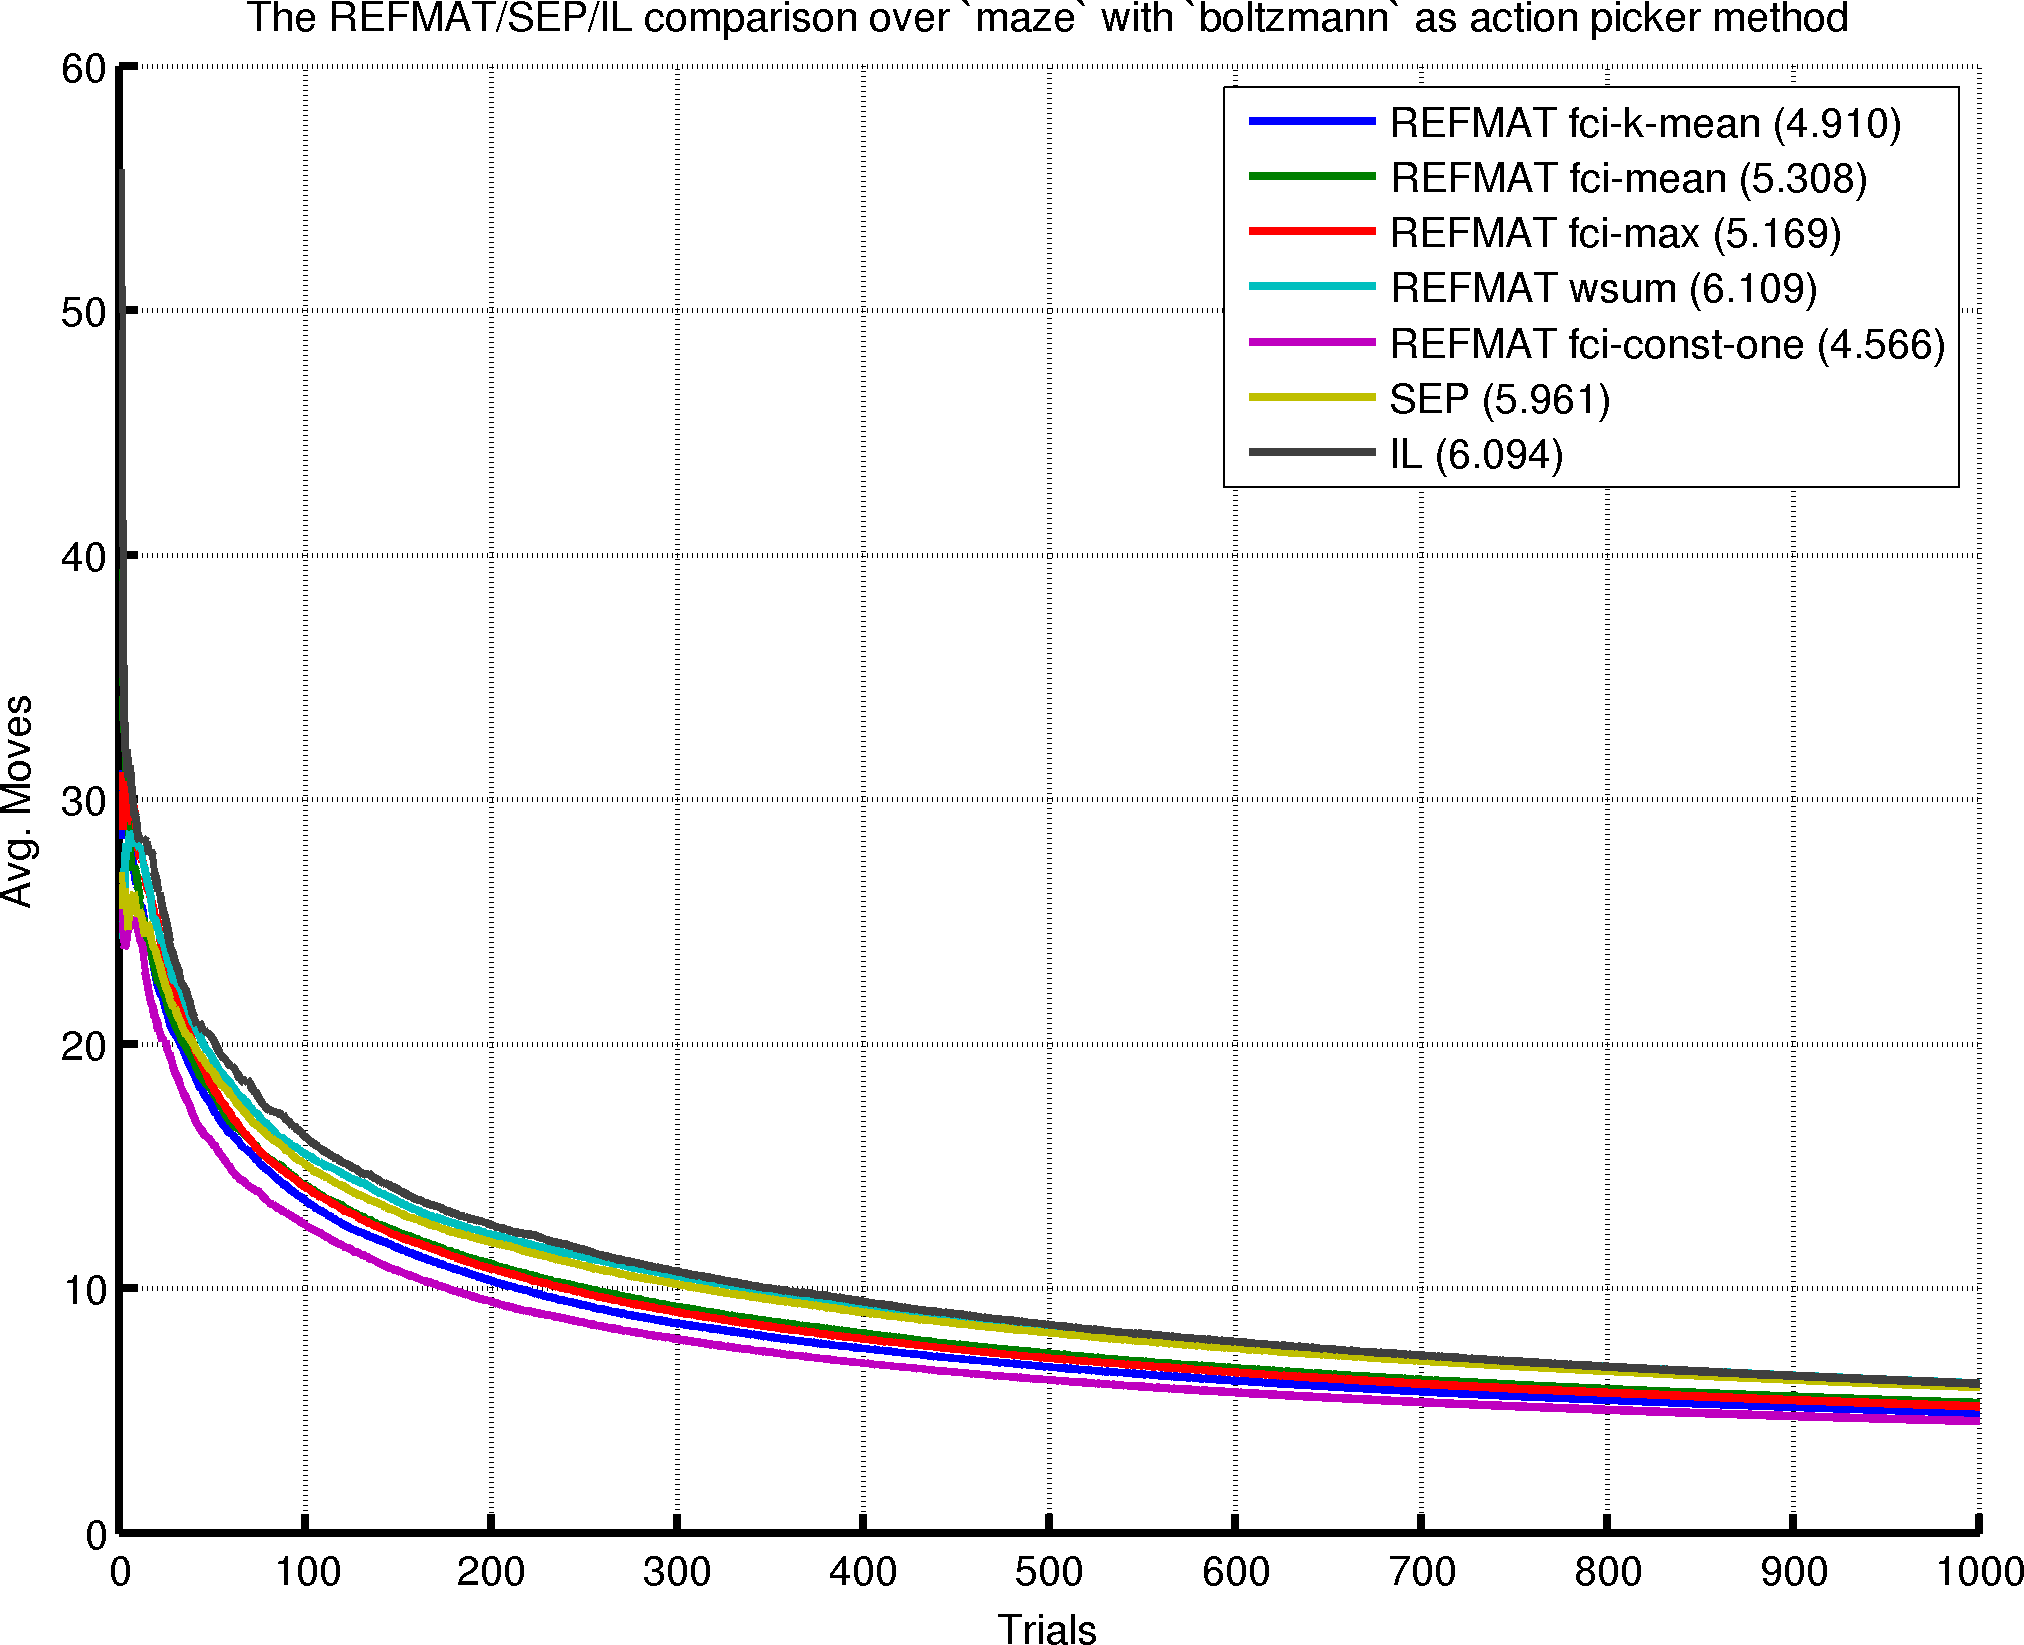 The REFMAT/SEP/IL comparison over `maze` with `boltzmann` as action picker method
60
50
40
30
20
10
0
Avg. Moves
REFMAT fci-k-mean (4.910)
REFMAT fci-mean (5.308)
REFMAT fci-max (5.169)
REFMAT wsum (6.109)
REFMAT fci-const-one (4.566)
SEP (5.961)
IL (6.094)
0 100 200 300 400 500 600 700 800 900 1000
Trials